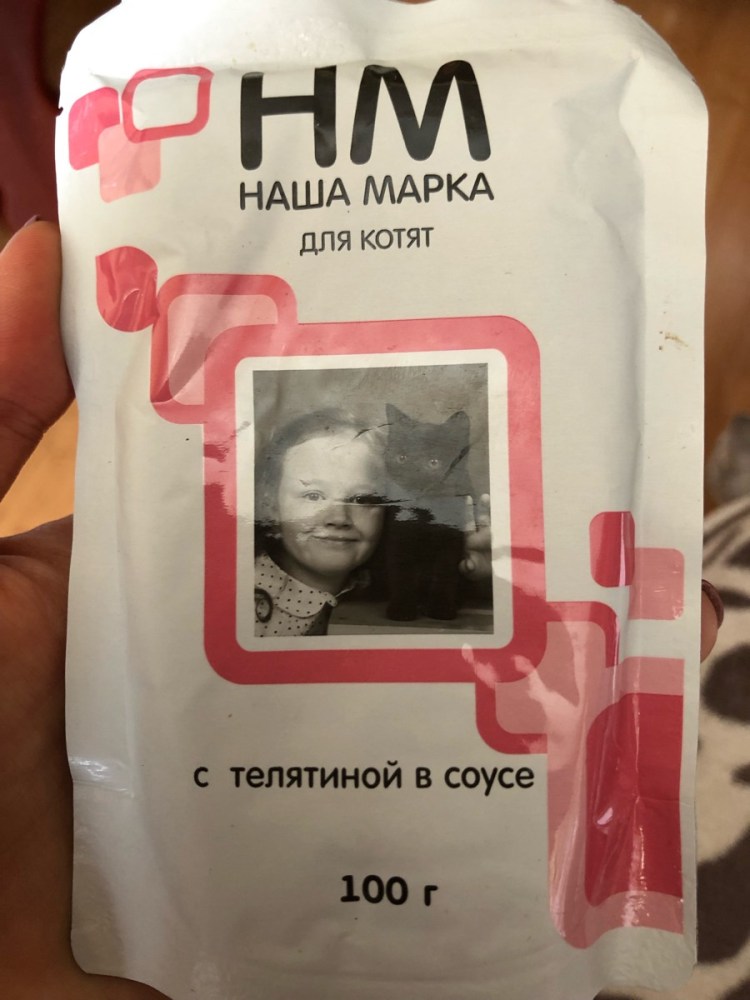 НМ
НАША МАРКА
ДЛЯ КОТЯТ
с телятиной в соусе
100 г